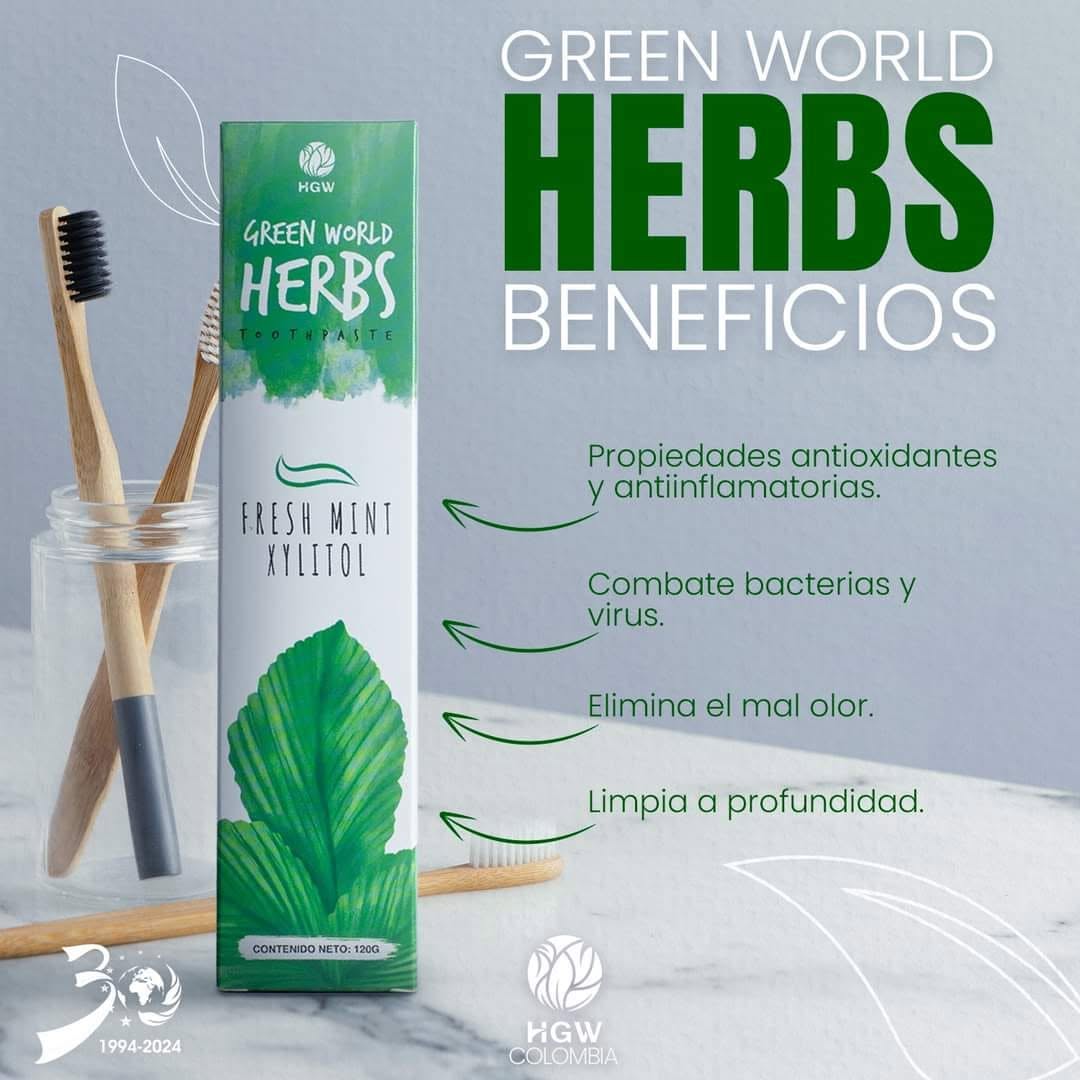 GREEN WORLD
HERBS
BENEFICIOS
HGW
GREEN WORLD
HERBS
TOOTHPASTE
FRESH MINT
XYLITOL
CONTENIDO NETO: 120G
Propiedades antioxidantes
y antiinflamatorias.
Combate bacterias y
virus.
Elimina el mal olor.
Limpia a profundidad.
30
1994-2024
HGW
COLOMBIA